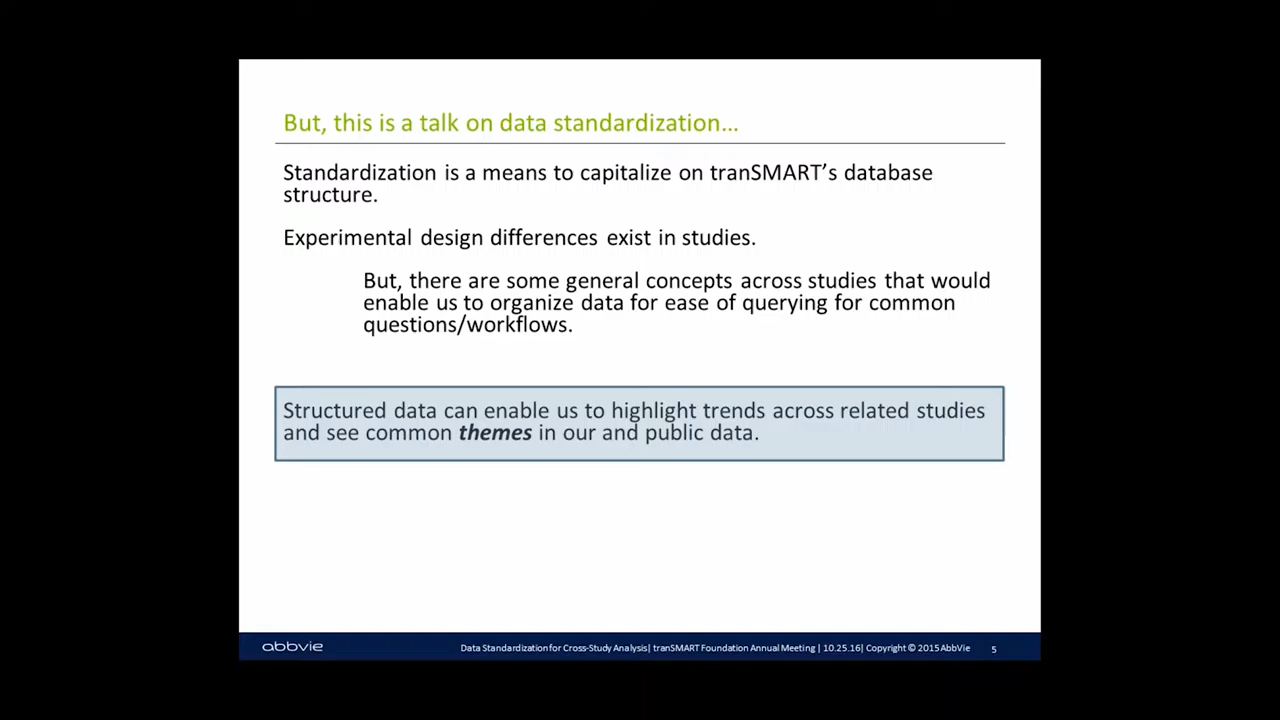 But, this is a talk on data standardization…
Standardization is a means to capitalize on tranSMART’s database
structure.
Experimental design differences exist in studies.
But, there are some general concepts across studies that would
enable us to organize data for ease of querying for common
questions/workflows.
Structured data can enable us to highlight trends across related studies
and see common themes in our and public data.
abbvie
Data Standardization for Cross-Study Analysis| tranSMART Foundation Annual Meeting | 10.25.16| Copyright © 2015 AbbVie
5